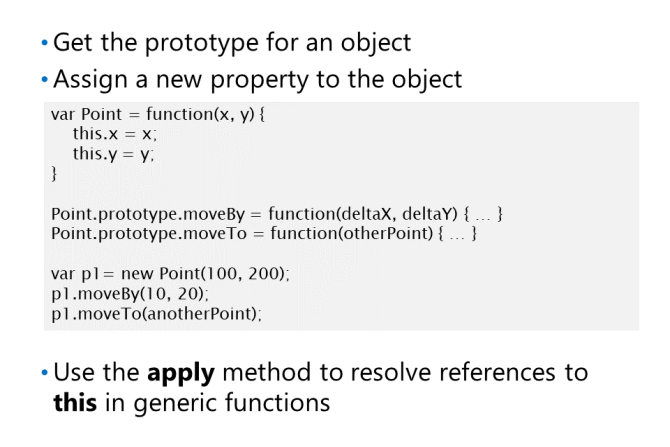 • Get the prototype for an object
• Assign a new property to the object
var Point = function(x, y) {
this.x = x;
this.y = y;
}
Point.prototype.moveBy = function(deltaX, deltaY) { ... }
Point.prototype.moveTo = function(otherPoint) { ... }
var p1= new Point(100, 200);
p1.moveBy(10, 20);
p1.moveTo(anotherPoint);
• Use the apply method to resolve references to
this in generic functions